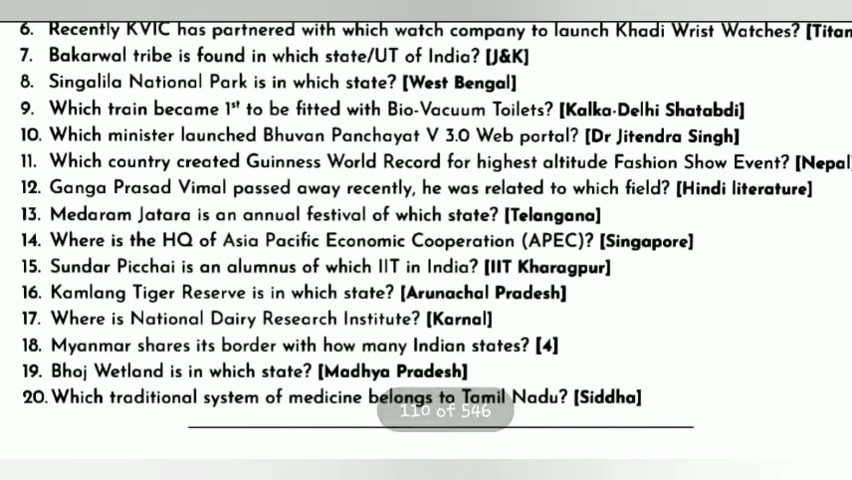 6. Recently KVIC has partnered with which watch company to launch Khadi Wrist Watches? [Titan
7. Bakarwal tribe is found in which state/UT of India? [J&K]
8. Singalila National Park is in which state? [West Bengal]
9. Which train became 1st to be fitted with Bio-Vacuum Toilets? [Kalka-Delhi Shatabdi]
10. Which minister launched Bhuvan Panchayat V 3.0 Web portal? [Dr Jitendra Singh]
11. Which country created Guinness World Record for highest altitude Fashion Show Event? [Nepal]
12. Ganga Prasad Vimal passed away recently, he was related to which field? [Hindi literature]
13. Medaram Jatara is an annual festival of which state? [Telangana]
14. Where is the HQ of Asia Pacific Economic Cooperation (APEC)? [Singapore]
15. Sundar Picchai is an alumnus of which IIT in India? [IIT Kharagpur]
16. Kamlang Tiger Reserve is in which state? [Arunachal Pradesh]
17. Where is National Dairy Research Institute? [Karnal]
18. Myanmar shares its border with how many Indian states? [4]
19. Bhoj Wetland is in which state? [Madhya Pradesh]
20. Which traditional system of medicine belongs to Tamil Nadu? [Siddha]
110 of 546